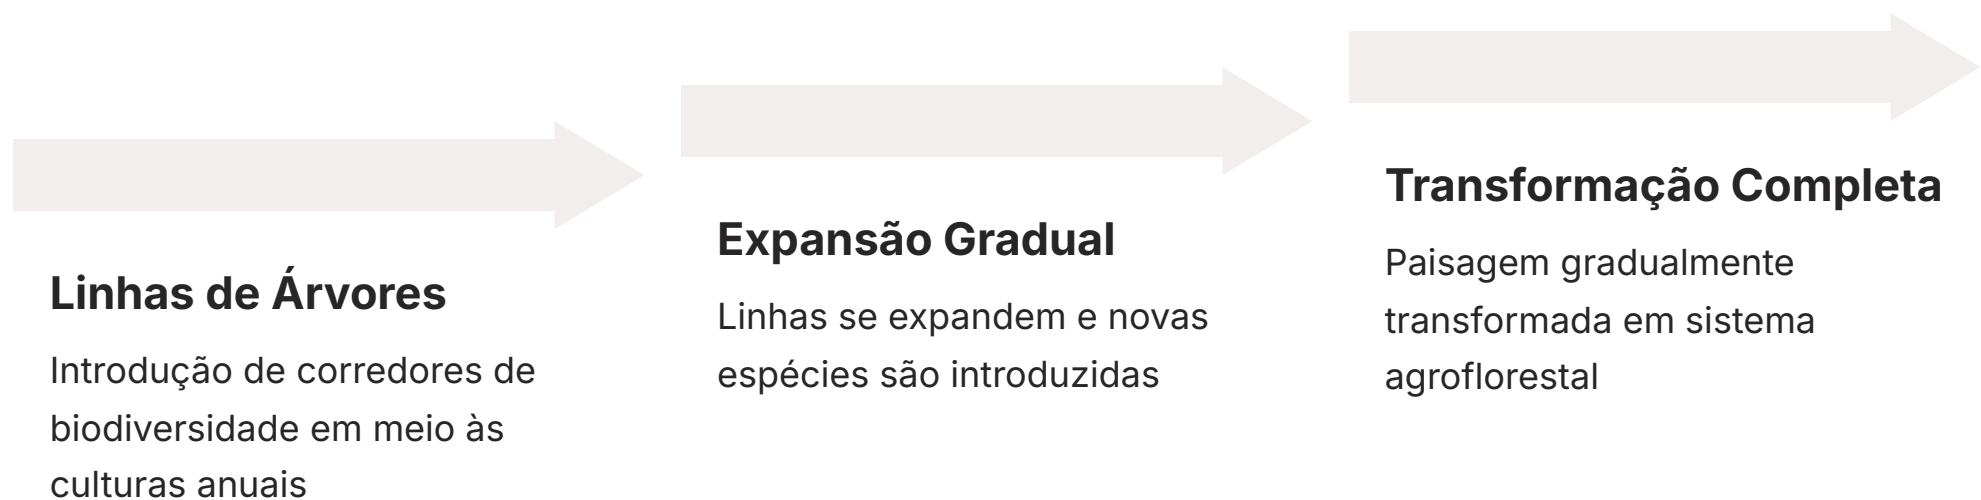 Linhas de Árvores
Introdução de corredores de
biodiversidade em meio às
culturas anuais
Expansão Gradual
Linhas se expandem e novas
espécies são introduzidas
Transformação Completa
Paisagem gradualmente
transformada em sistema
agroflorestal